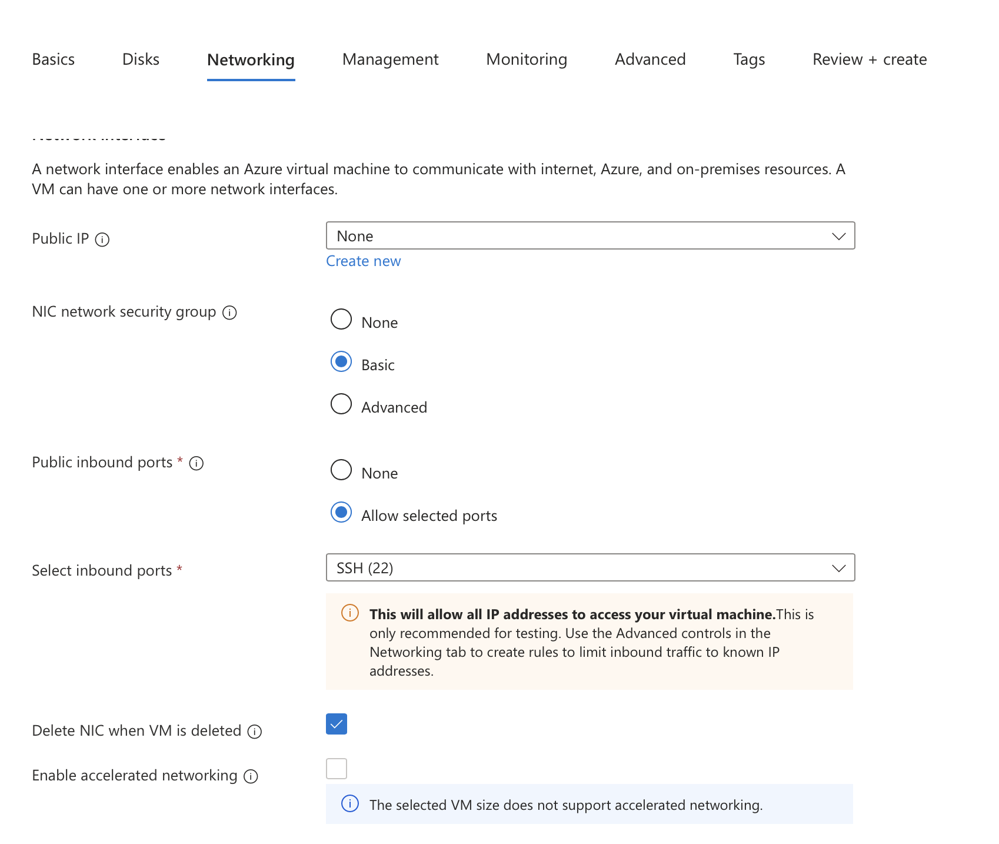 Basics Disks Networking Management Monitoring Advanced Tags Review + create
Network interface
A network interface enables an Azure virtual machine to communicate with internet, Azure, and on-premises resources. A
VM can have one or more network interfaces.
Public IP
None
Create new
NIC network security group
None
Basic
Advanced
Public inbound ports *
None
Allow selected ports
Select inbound ports *
SSH (22)
This will allow all IP addresses to access your virtual machine.This is
only recommended for testing. Use the Advanced controls in the
Networking tab to create rules to limit inbound traffic to known IP
addresses.
Delete NIC when VM is deleted
Enable accelerated networking
The selected VM size does not support accelerated networking.